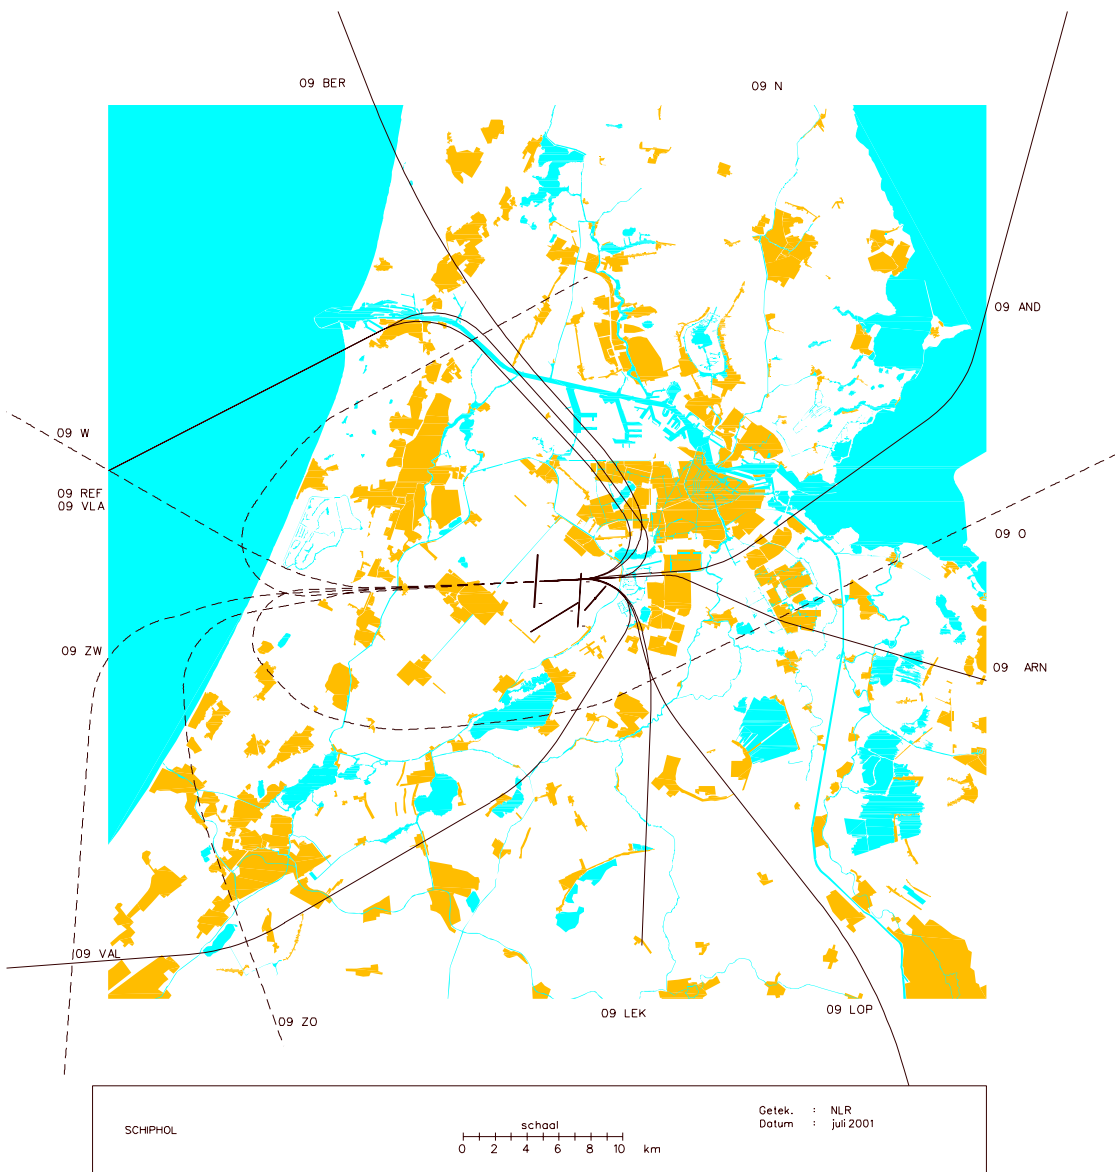 09 BER
09 N
09 AND
09 W
09 REF
09 VLA
09 O
09 ZW
09 ARN
09 VAL
09 ZO
09 LEK
09 LOP
SCHIPHOL
schaal
0 2 4 6 8 10 km
Getek. : NLR
Datum : juli 2001